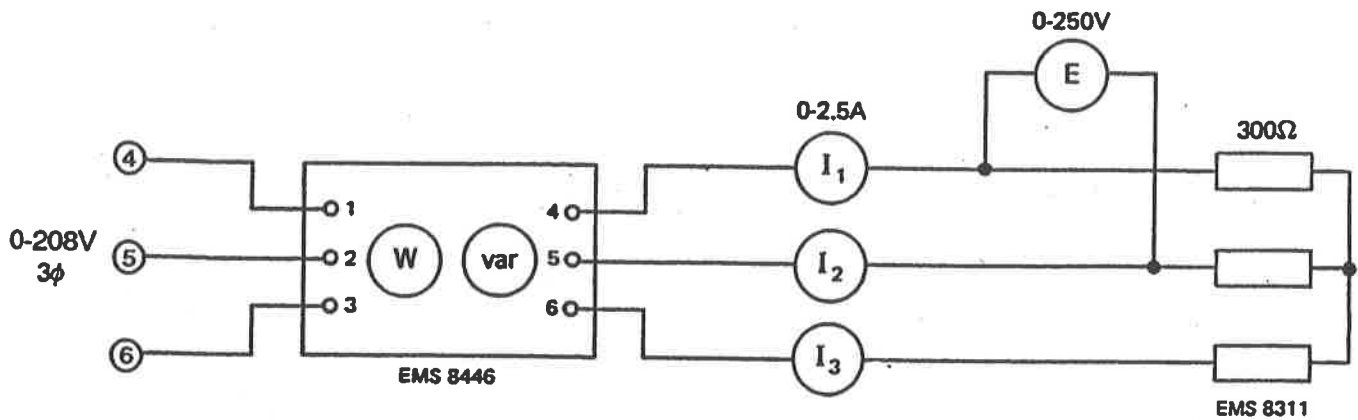 0-250V
E
0-2.5A
300Ω
④
I₁
1
4
0-208V
3ϕ
⑤
2
W
var
5
I₂
3
6
⑥
I₃
EMS 8446
EMS 8311